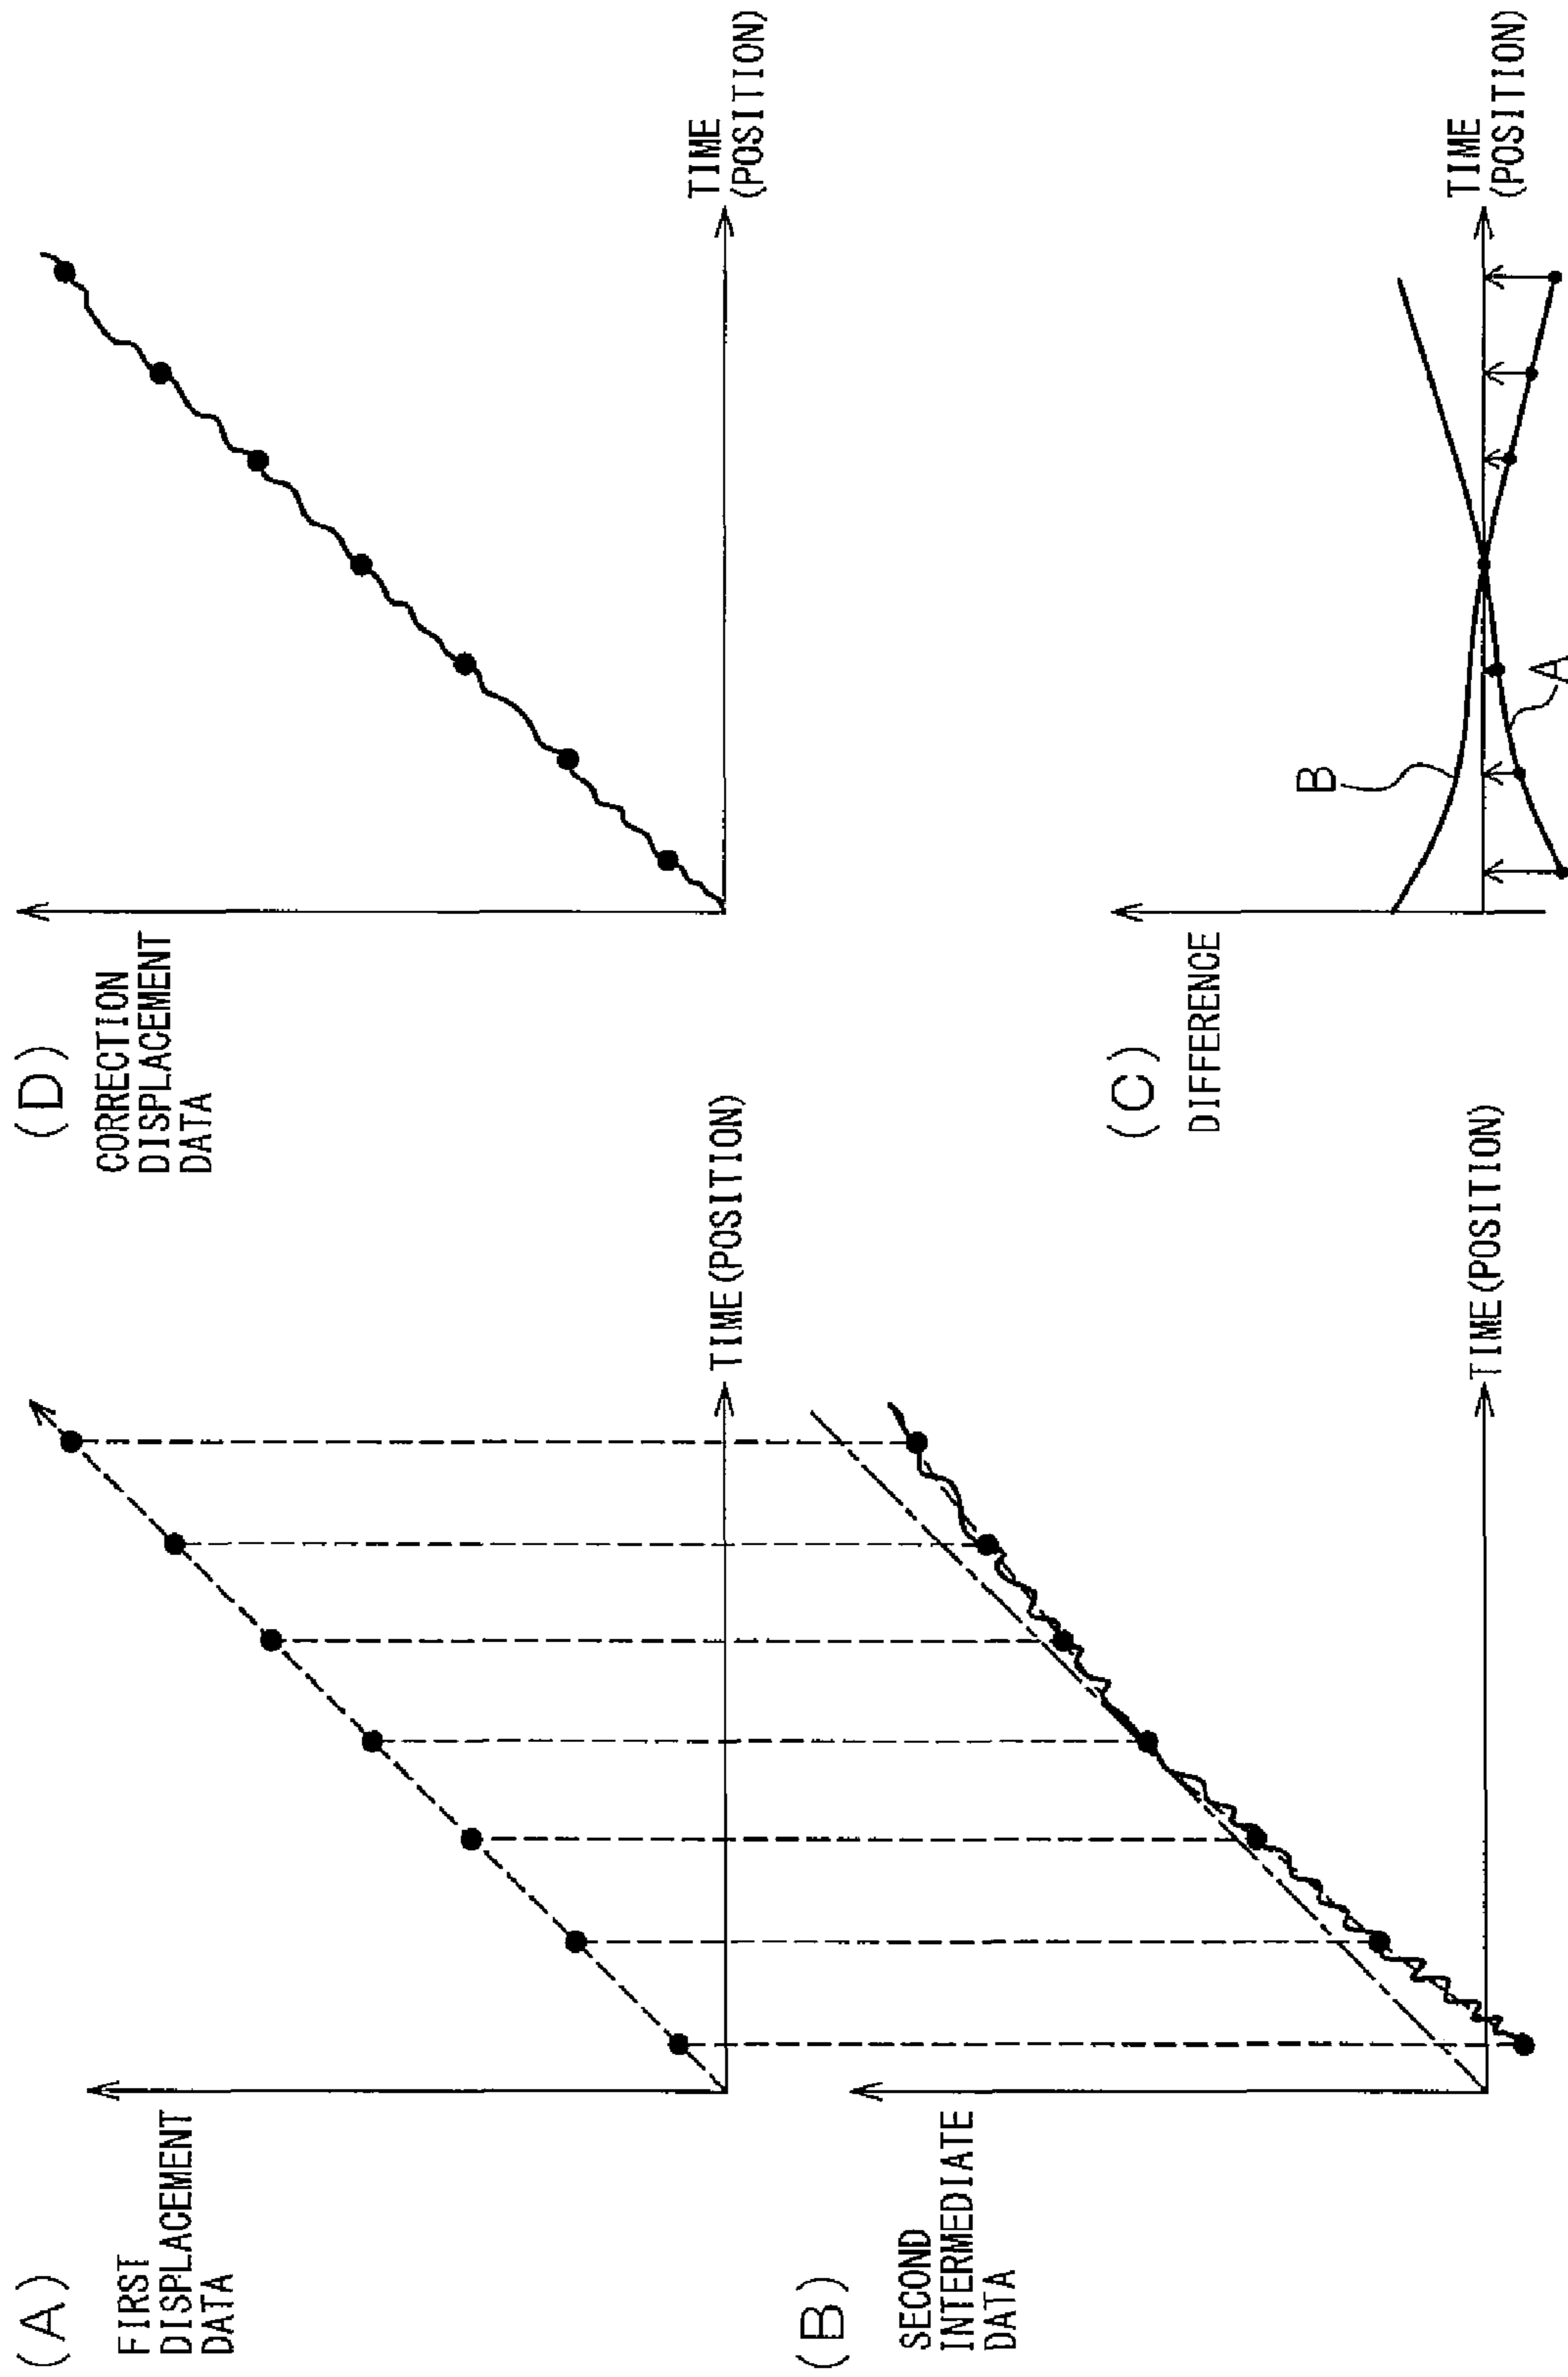 (A)
FIRST
DISPLACEMENT
DATA
TIME(POSITION)
(B)
SECOND
INTERMEDIATE
DATA
TIME(POSITION)
(D)
CORRECTION
DISPLACEMENT
DATA
TIME
(POSITION)
(C)
DIFFERENCE
B
A
TIME
(POSITION)